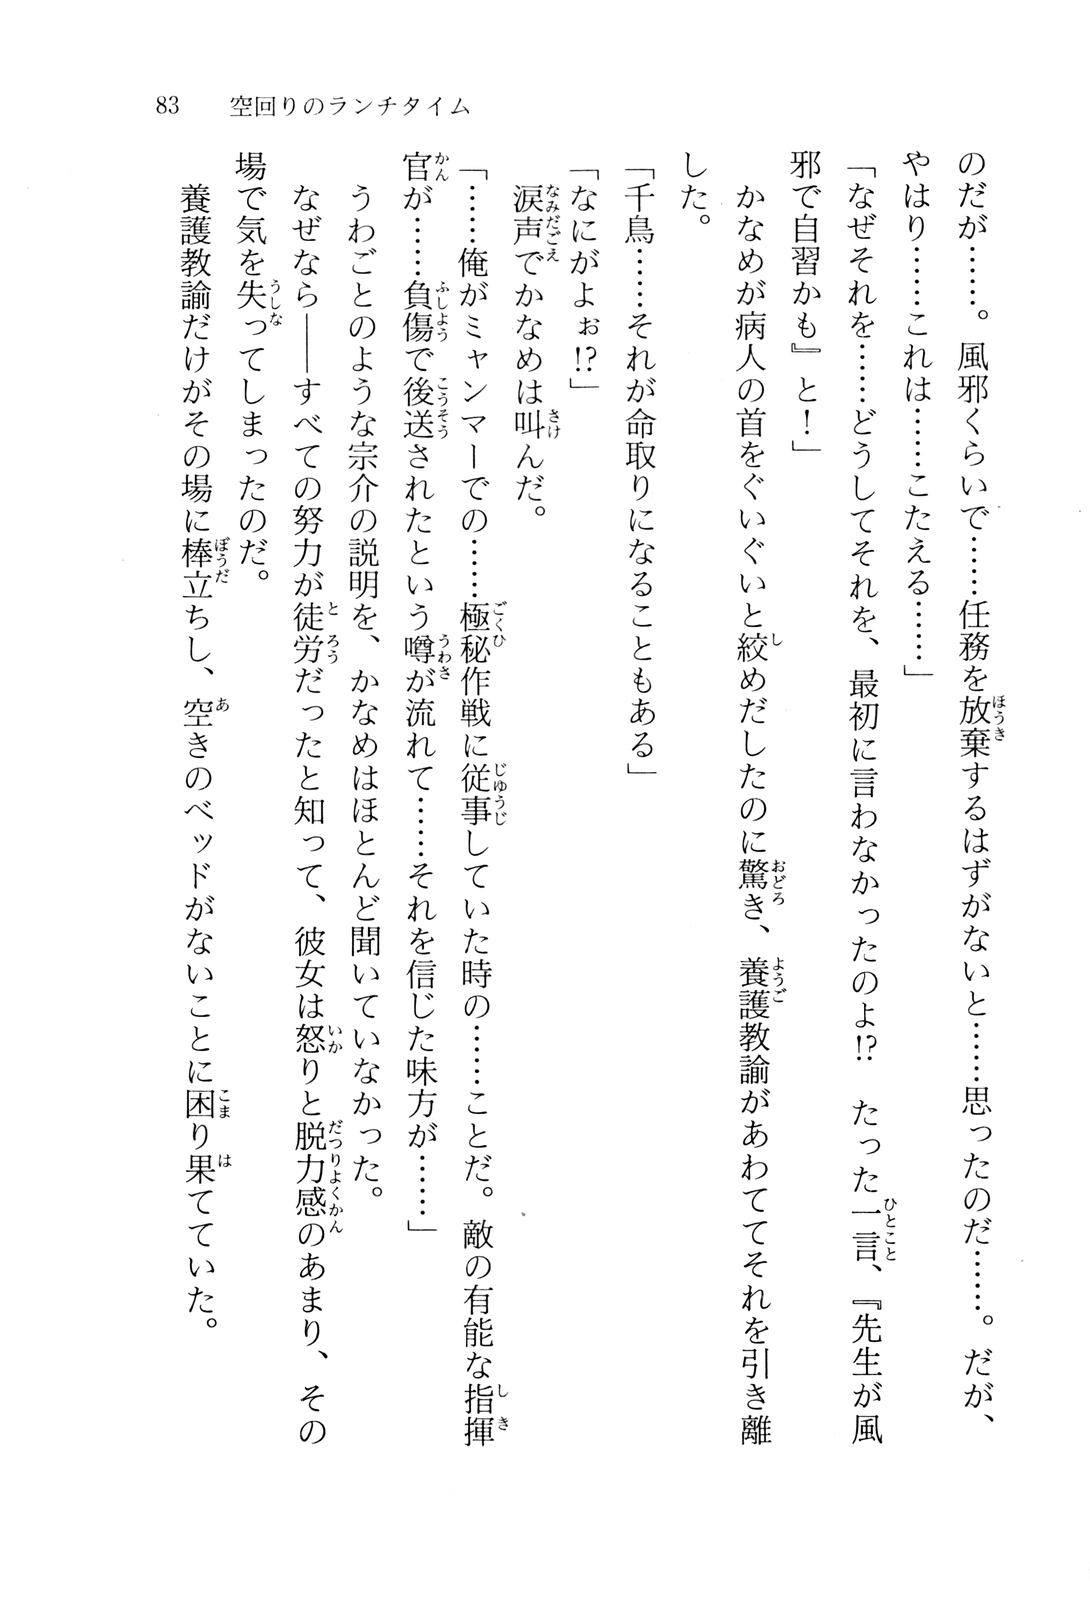 83　空回りのランチタイム
のだが……。風邪くらいで……任務を放棄するはずがないと……思ったのだ……。だが、
やはり……これは……こたえる……」
「なぜそれを……どうしてそれを、最初に言わなかったのよ!?　たった一言、『先生が風
邪で自習かも』と！」
　かなめが病人の首をぐいぐいと絞めだしたのに驚き、養護教諭があわててそれを引き離
した。
「千鳥……それが命取りになることもある」
「なにがよぉ!?」
　涙声でかなめは叫んだ。
「……俺がミャンマーでの……極秘作戦に従事していた時の……ことだ。敵の有能な指揮
官が……負傷で後送されたという噂が流れて……それを信じた味方が……」
　うわごとのような宗介の説明を、かなめはほとんど聞いていなかった。
　なぜなら――すべての努力が徒労だったと知って、彼女は怒りと脱力感のあまり、その
場で気を失ってしまったのだ。
　養護教諭だけがその場に棒立ちし、空きのベッドがないことに困り果てていた。